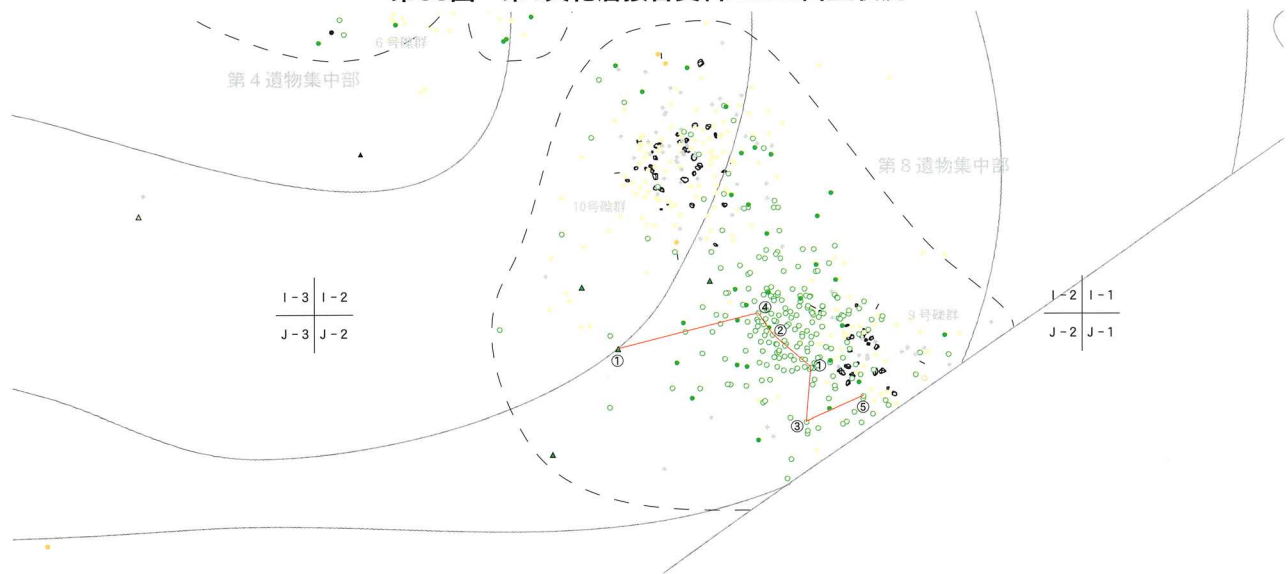 6号礫群
第4遺物集中部
第8遺物集中部
10号礫群
I-3 I-2
J-3 J-2
I-2 I-1
J-2 J-1
9号礫群
④
②
①
①
⑤
③